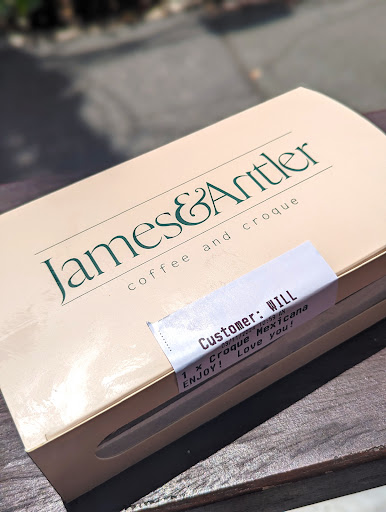 James&Antler
coffee and croque
Customer: WILL
1 x Croque Mexicana
ENJOY! Love you!